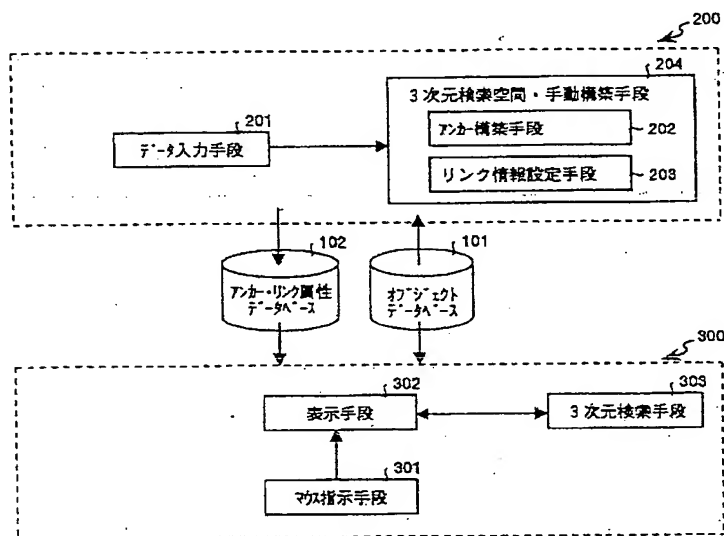 200
204
3次元検索空間・手動構築手段
201
データ入力手段
アンカー構築手段
202
リンク情報設定手段
203
102
101
アンカー・リンク属性
データベース
オブジェクト
データベース
300
302
303
表示手段
3次元検索手段
301
マウス指示手段